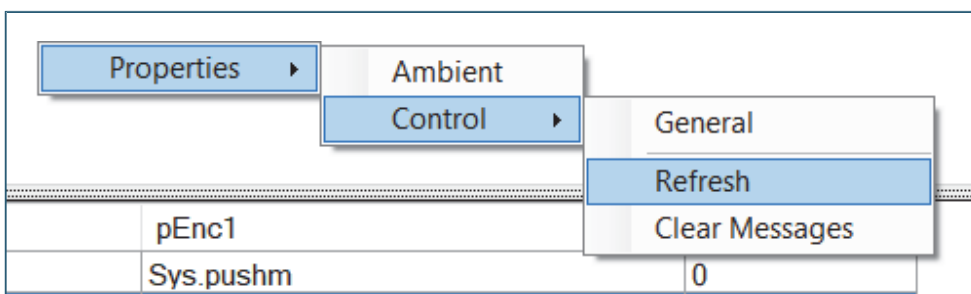 Properties
Ambient
Control
General
Refresh
Clear Messages
pEnc1
Sys.pushm 0